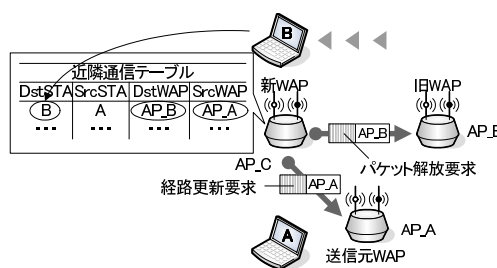 B
近隣通信テーブル
DstSTA SrcSTA DstWAP SrcWAP
B A AP_B AP_A
... ... ... ...
新WAP
旧WAP
AP_B
AP_B
パケット解放要求
AP_C
経路更新要求
AP_A
AP_A
A
送信元WAP